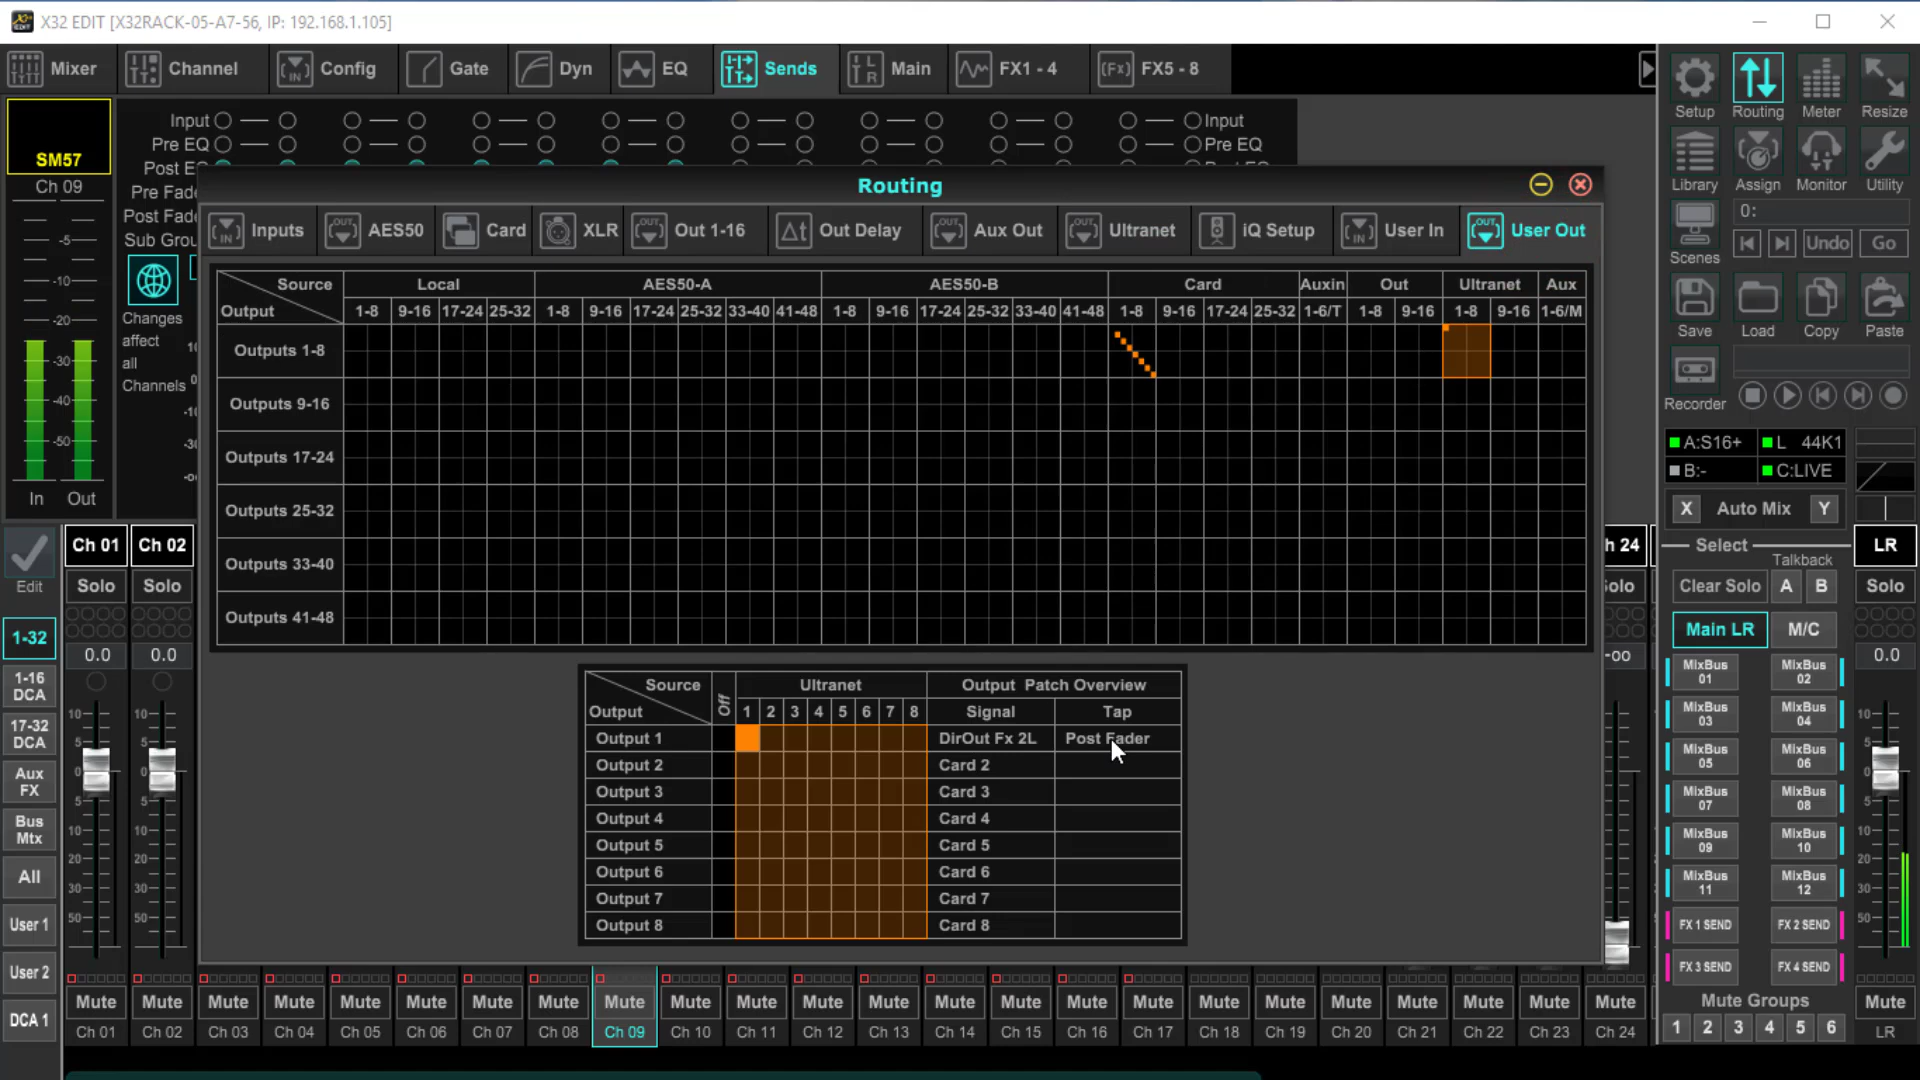 X32 EDIT [X32RACK-05-A7-56, IP: 192.168.1.105]
Mixer Channel Config Gate Dyn EQ Sends Main FX1 - 4 FX5 - 8
Setup Routing Meter Resize
Input Input
Pre EQ Pre EQ
SM57
Ch 09
Library Assign Monitor Utility
Routing
Inputs AES50 Card XLR Out 1-16 Out Delay Aux Out Ultranet iQ Setup User In User Out
0:
Undo Go
Scenes
Source Local AES50-A AES50-B Card Auxin Out Ultranet Aux
Output 1-8 9-16 17-24 25-32 1-8 9-16 17-24 25-32 33-40 41-48 1-8 9-16 17-24 25-32 33-40 41-48 1-8 9-16 17-24 25-32 1-6/T 1-8 9-16 1-8 9-16 1-6/M
Outputs 1-8
Outputs 9-16
Outputs 17-24
Outputs 25-32
Outputs 33-40
Outputs 41-48
Save Load Copy Paste
Recorder
A:S16+ L 44K1
B:- C:LIVE
X Auto Mix Y
Changes
affect
all
Channels
-5
-10
-20
-30
-40
-50
In Out
Edit
Ch 01 Ch 02
Solo Solo
0.0 0.0
1-32
1-16
DCA
17-32
DCA
Aux
FX
Bus
Mtx
All
User 1
User 2
DCA 1
Source Off Ultranet Output Patch Overview
Output 1 2 3 4 5 6 7 8 Signal Tap
Output 1 DirOut Fx 2L Post Fader
Output 2 Card 2
Output 3 Card 3
Output 4 Card 4
Output 5 Card 5
Output 6 Card 6
Output 7 Card 7
Output 8 Card 8
Select
Talkback
Clear Solo A B
Main LR M/C
MixBus 01 MixBus 02
MixBus 03 MixBus 04
MixBus 05 MixBus 06
MixBus 07 MixBus 08
MixBus 09 MixBus 10
MixBus 11 MixBus 12
FX 1 SEND FX 2 SEND
FX 3 SEND FX 4 SEND
Mute Groups
1 2 3 4 5 6
LR
Solo
0.0
Mute
LR
Mute Mute Mute Mute Mute Mute Mute Mute Mute Mute Mute Mute Mute Mute Mute Mute Mute Mute Mute Mute Mute Mute Mute Mute
Ch 01 Ch 02 Ch 03 Ch 04 Ch 05 Ch 06 Ch 07 Ch 08 Ch 09 Ch 10 Ch 11 Ch 12 Ch 13 Ch 14 Ch 15 Ch 16 Ch 17 Ch 18 Ch 19 Ch 20 Ch 21 Ch 22 Ch 23 Ch 24